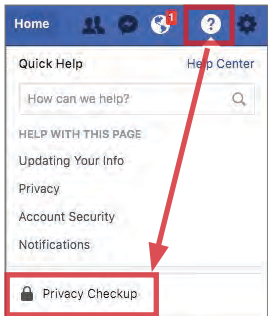 Home 1 ?
Quick Help Help Center
How can we help?
HELP WITH THIS PAGE
Updating Your Info
Privacy
Account Security
Notifications
Privacy Checkup